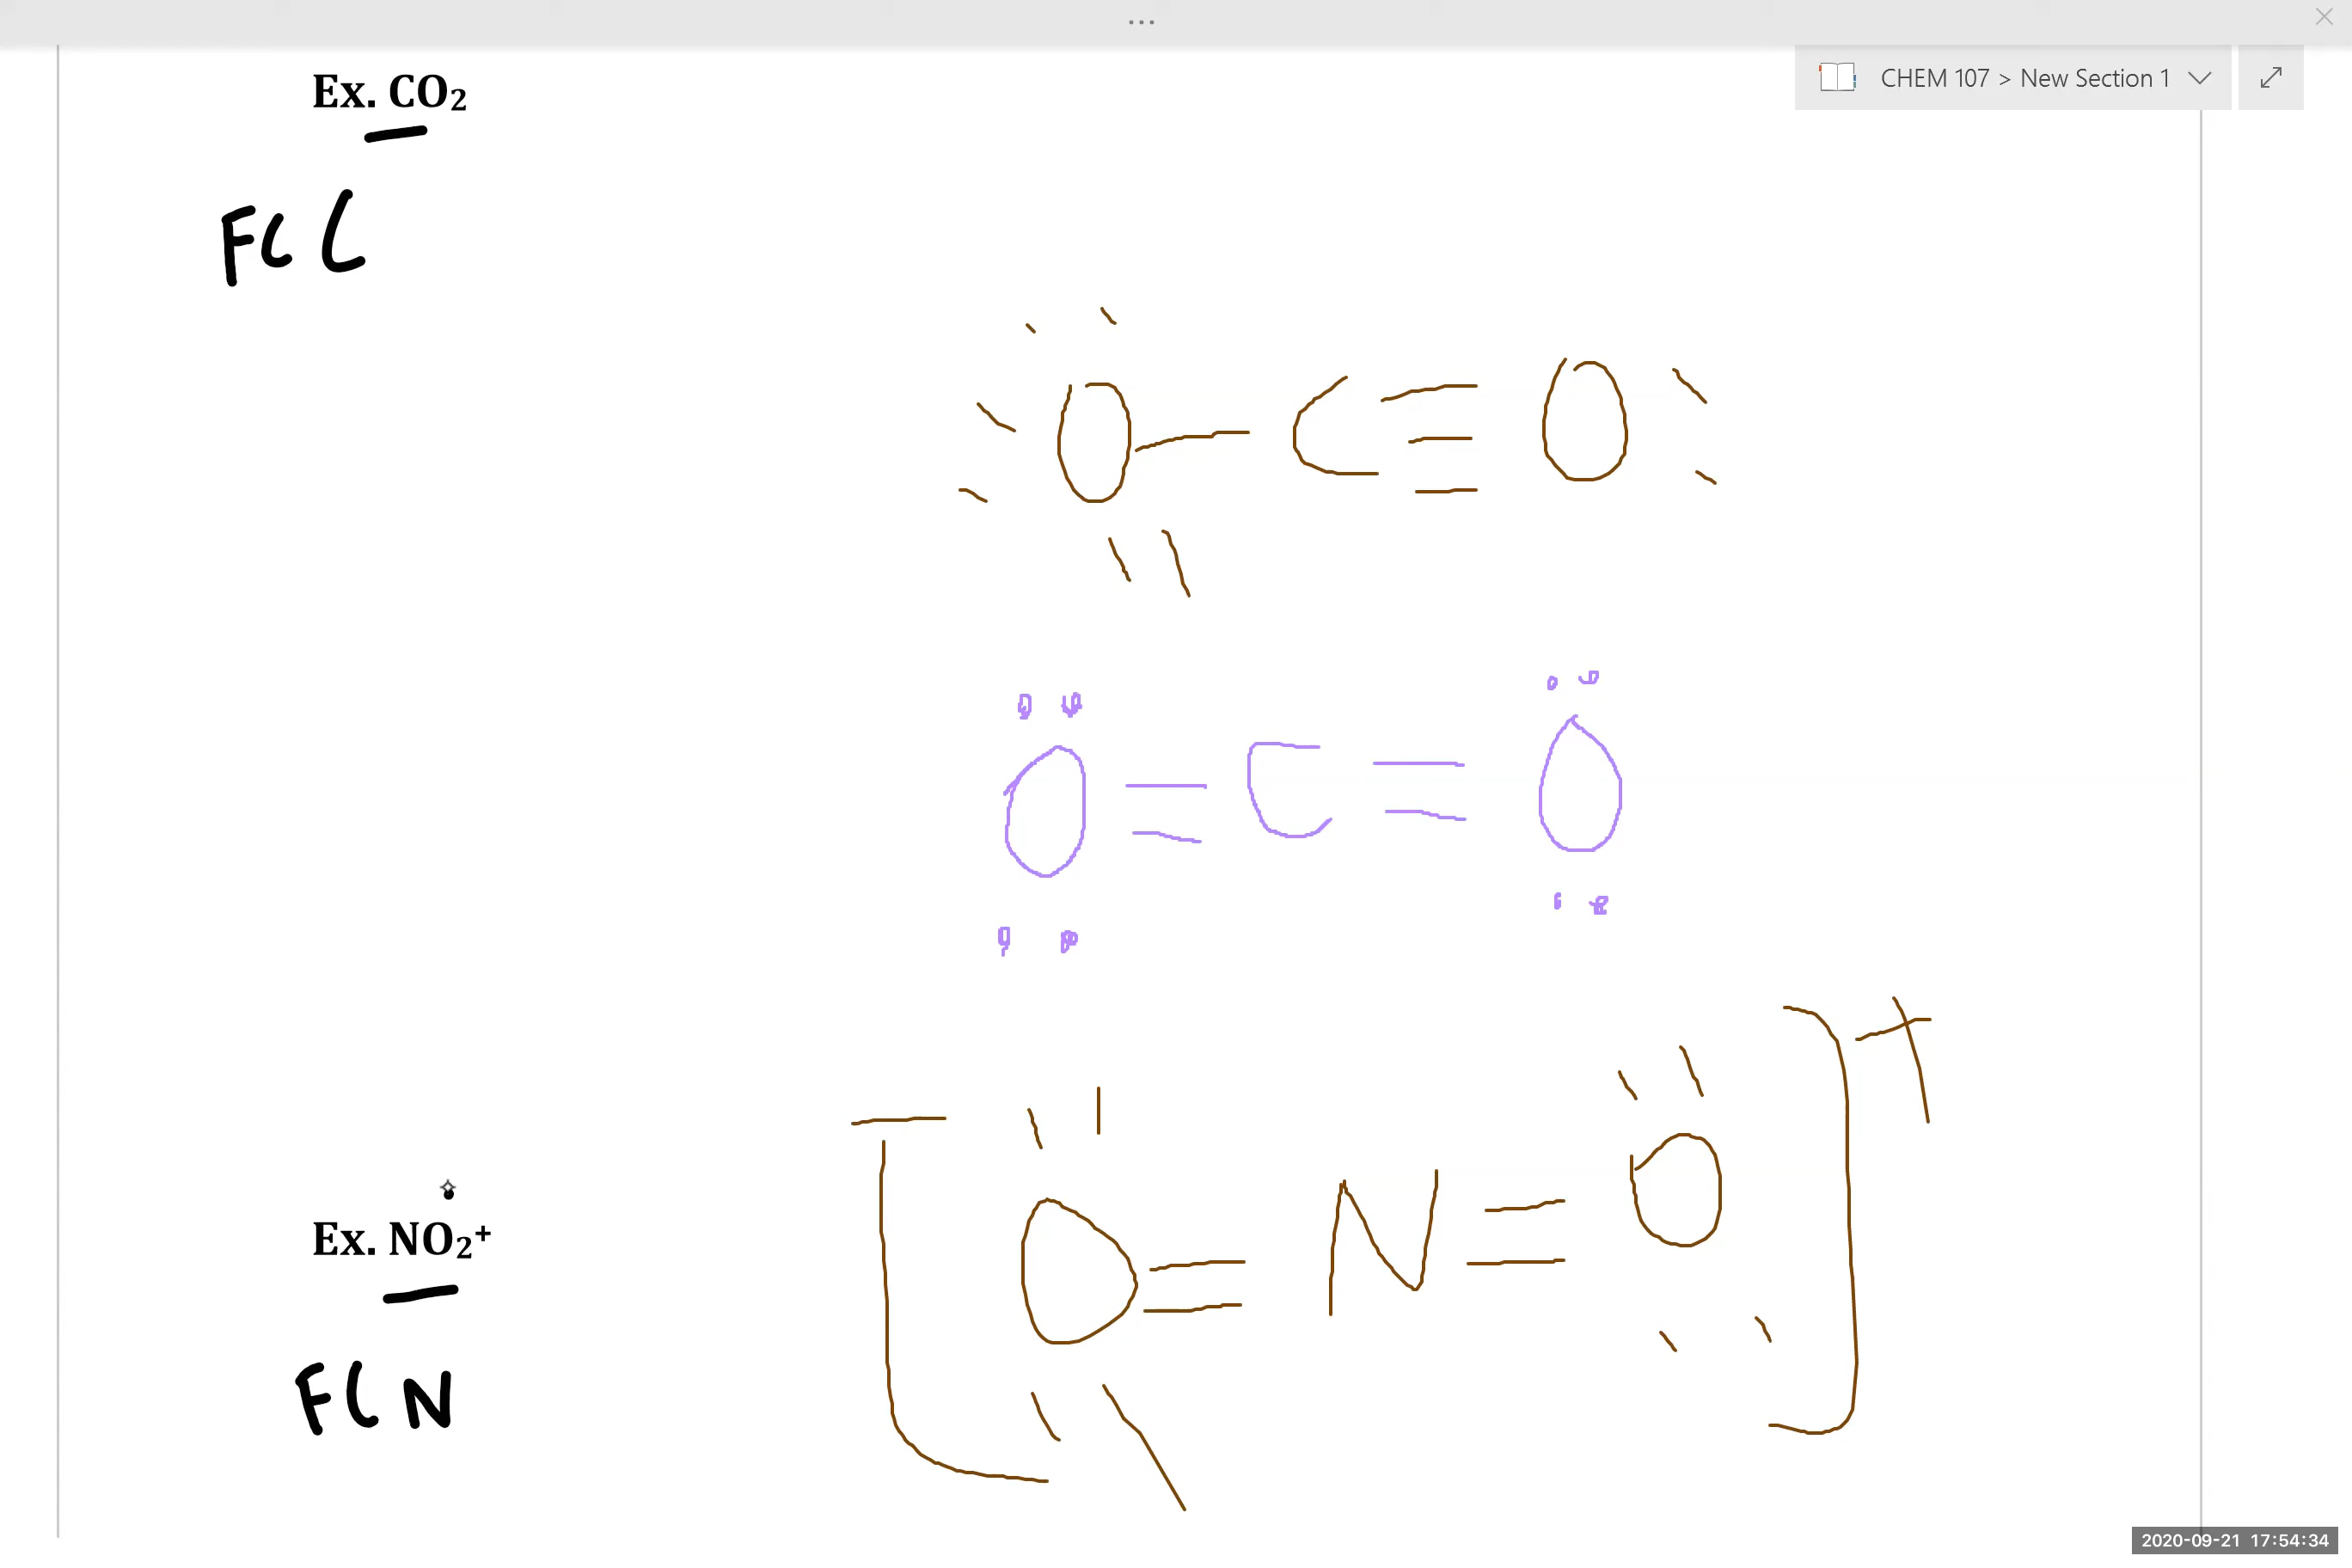 CHEM 107 > New Section 1
Ex. CO₂
FC C
O — C ≡ O
O = C = O
[O = N = O]⁺
Ex. NO₂⁺
FC N
2020-09-21 17:54:34